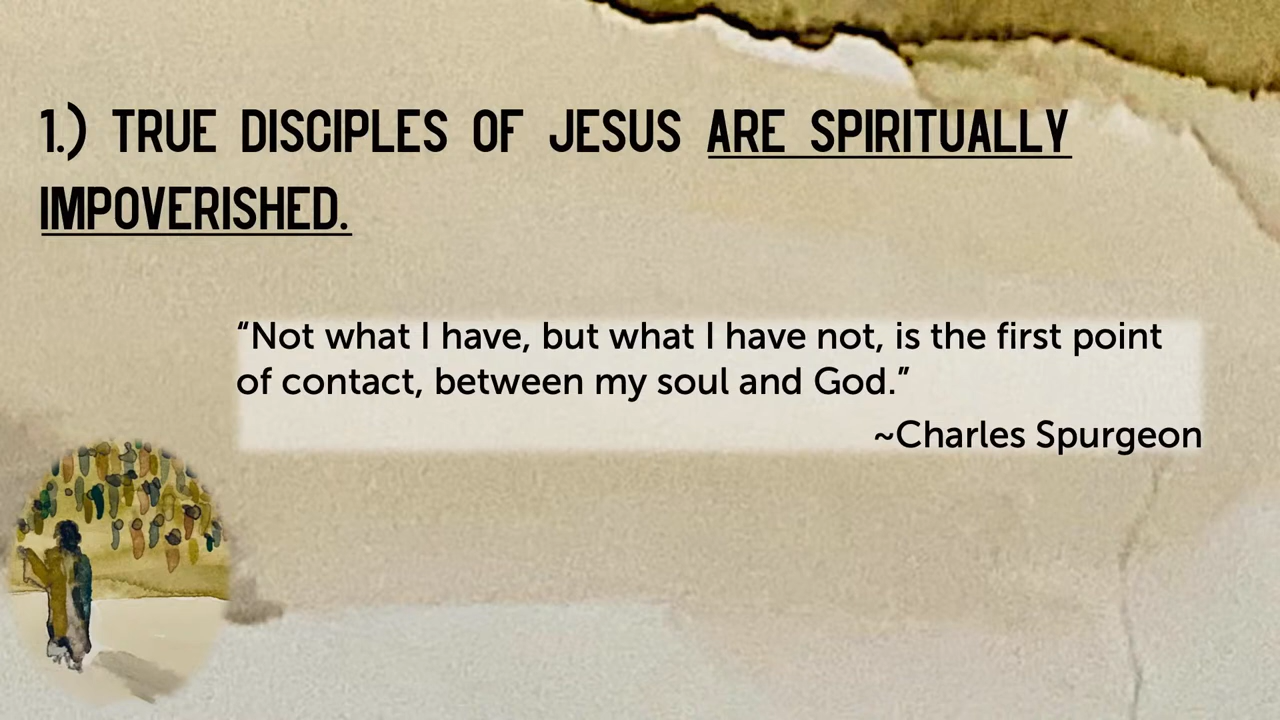 1.) TRUE DISCIPLES OF JESUS ARE SPIRITUALLY
IMPOVERISHED.
“Not what I have, but what I have not, is the first point
of contact, between my soul and God.”
~Charles Spurgeon